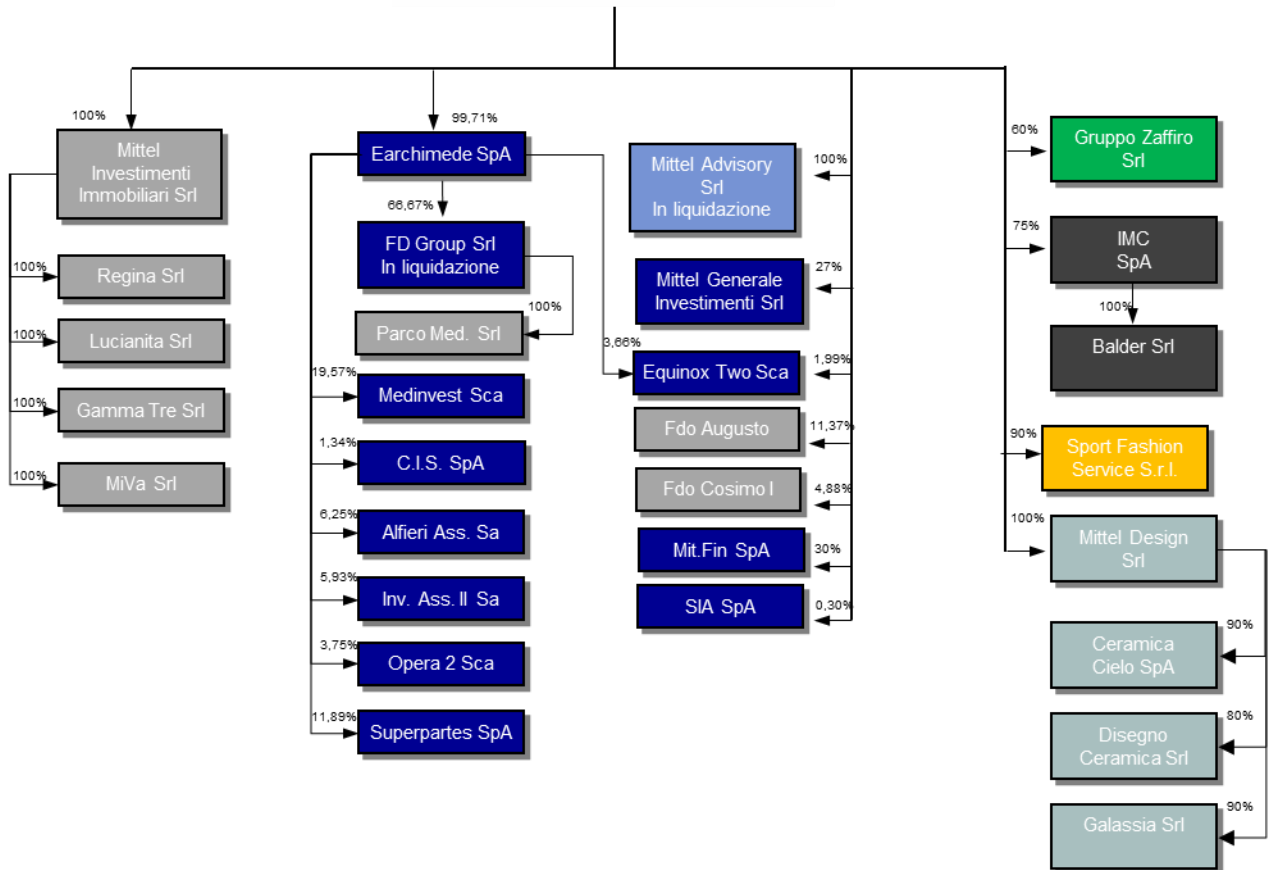 100%
Mittel
Investimenti
Immobiliari Srl
100%
Regina Srl
100%
Lucianita Srl
100%
Gamma Tre Srl
100%
MiVa Srl
99,71%
Earchimede SpA
66,67%
FD Group Srl
In liquidazione
100%
Parco Med. Srl
3,66%
19,57%
Medinvest Sca
1,34%
C.I.S. SpA
6,25%
Alfieri Ass. Sa
5,93%
Inv. Ass. II Sa
3,75%
Opera 2 Sca
11,89%
Superpartes SpA
Mittel Advisory
Srl
In liquidazione
100%
Mittel Generale
Investimenti Srl
27%
Equinox Two Sca
1,99%
Fdo Augusto
11,37%
Fdo Cosimo I
4,88%
Mit.Fin SpA
30%
SIA SpA
0,30%
60%
Gruppo Zaffiro
Srl
75%
IMC
SpA
100%
Balder Srl
90%
Sport Fashion
Service S.r.l.
100%
Mittel Design
Srl
90%
Ceramica
Cielo SpA
80%
Disegno
Ceramica Srl
90%
Galassia Srl